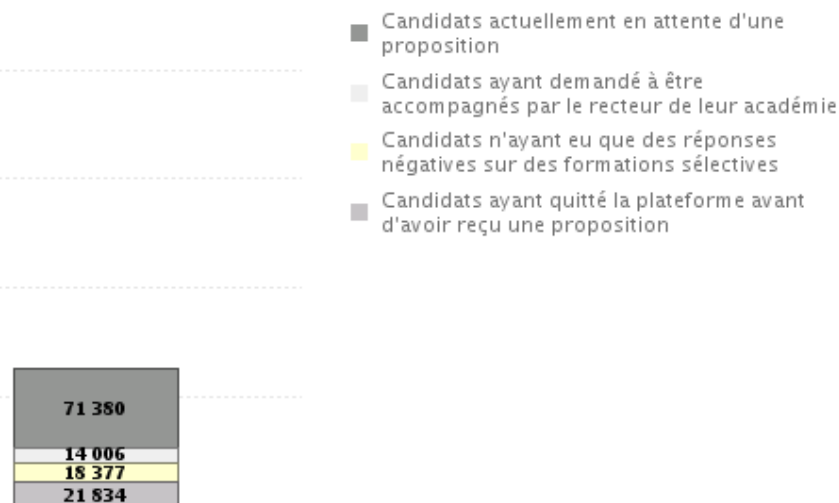 Candidats actuellement en attente d'une
proposition
Candidats ayant demandé à être
accompagnés par le recteur de leur académie
Candidats n'ayant eu que des réponses
négatives sur des formations sélectives
Candidats ayant quitté la plateforme avant
d'avoir reçu une proposition
71 380
14 006
18 377
21 834